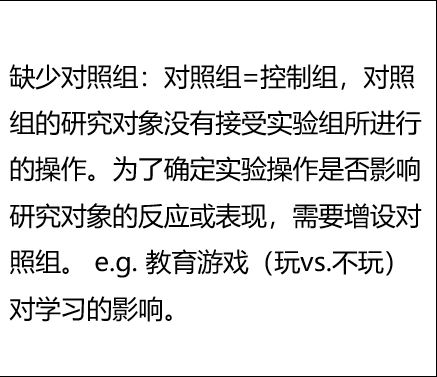 缺少对照组：对照组=控制组，对照
组的研究对象没有接受实验组所进行
的操作。为了确定实验操作是否影响
研究对象的反应或表现，需要增设对
照组。 e.g. 教育游戏（玩vs.不玩）
对学习的影响。